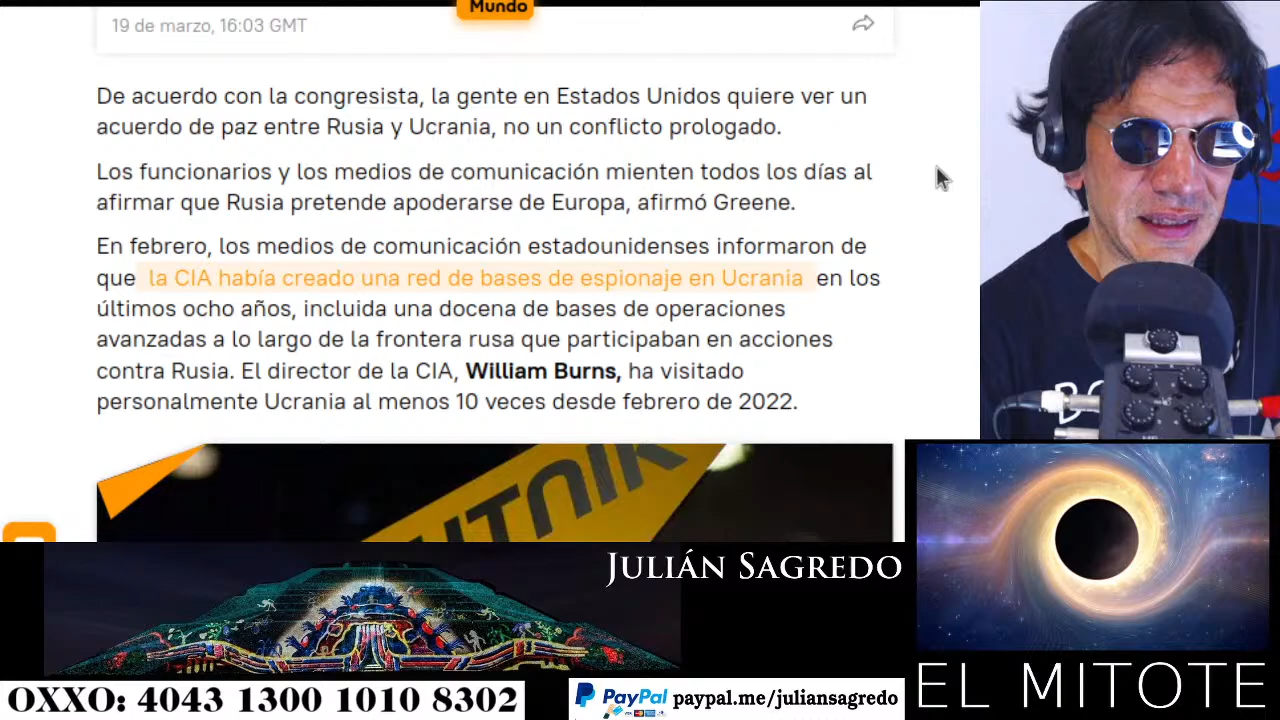 Mundo
19 de marzo, 16:03 GMT
De acuerdo con la congresista, la gente en Estados Unidos quiere ver un
acuerdo de paz entre Rusia y Ucrania, no un conflicto prologado.
Los funcionarios y los medios de comunicación mienten todos los días al
afirmar que Rusia pretende apoderarse de Europa, afirmó Greene.
En febrero, los medios de comunicación estadounidenses informaron de
que la CIA había creado una red de bases de espionaje en Ucrania en los
últimos ocho años, incluida una docena de bases de operaciones
avanzadas a lo largo de la frontera rusa que participaban en acciones
contra Rusia. El director de la CIA, William Burns, ha visitado
personalmente Ucrania al menos 10 veces desde febrero de 2022.
JULIÁN SAGREDO
OXXO: 4043 1300 1010 8302
PayPal paypal.me/juliansagredo
EL MITOTE